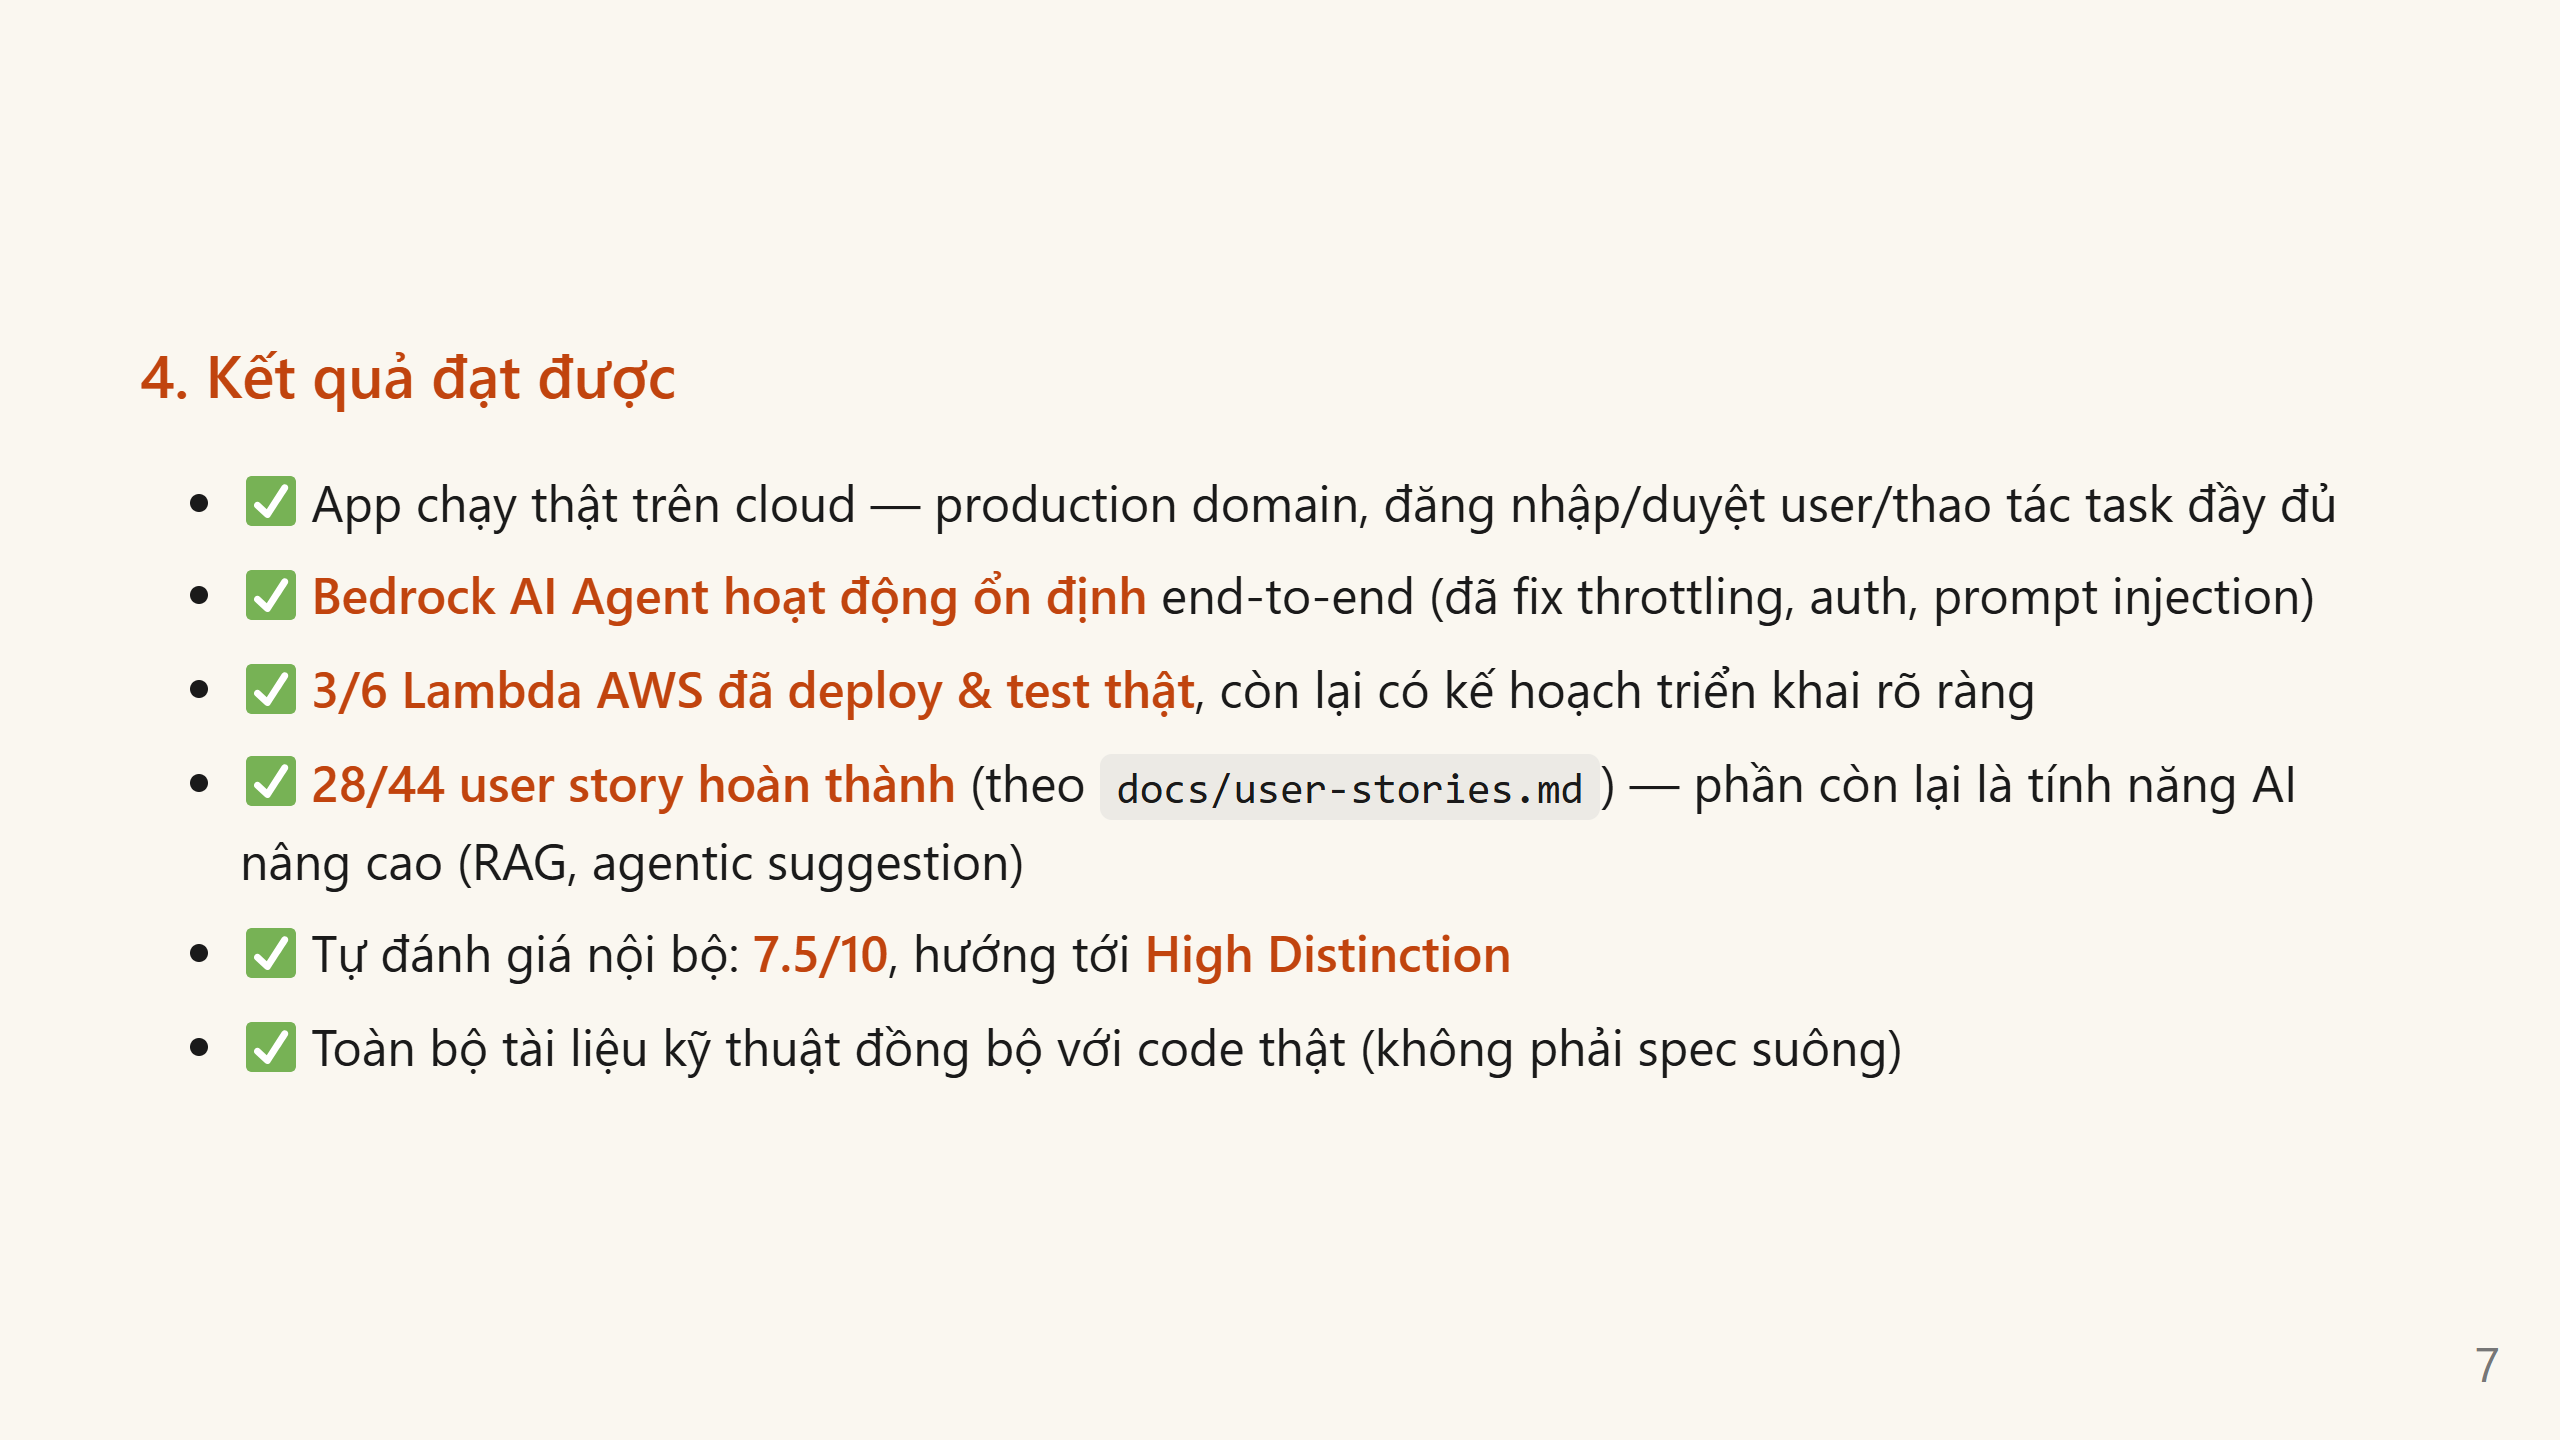 4. Kết quả đạt được
• ✅ App chạy thật trên cloud — production domain, đăng nhập/duyệt user/thao tác task đầy đủ
• ✅ Bedrock AI Agent hoạt động ổn định end-to-end (đã fix throttling, auth, prompt injection)
• ✅ 3/6 Lambda AWS đã deploy & test thật, còn lại có kế hoạch triển khai rõ ràng
• ✅ 28/44 user story hoàn thành (theo docs/user-stories.md) — phần còn lại là tính năng AI
nâng cao (RAG, agentic suggestion)
• ✅ Tự đánh giá nội bộ: 7.5/10, hướng tới High Distinction
• ✅ Toàn bộ tài liệu kỹ thuật đồng bộ với code thật (không phải spec suông)
7